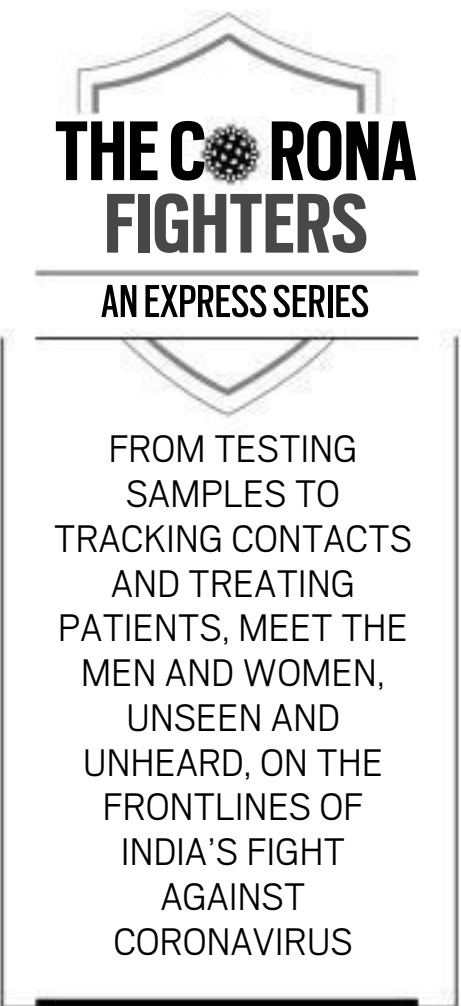 THE CORONA
FIGHTERS
AN EXPRESS SERIES
FROM TESTING
SAMPLES TO
TRACKING CONTACTS
AND TREATING
PATIENTS, MEET THE
MEN AND WOMEN,
UNSEEN AND
UNHEARD, ON THE
FRONTLINES OF
INDIA'S FIGHT
AGAINST
CORONAVIRUS